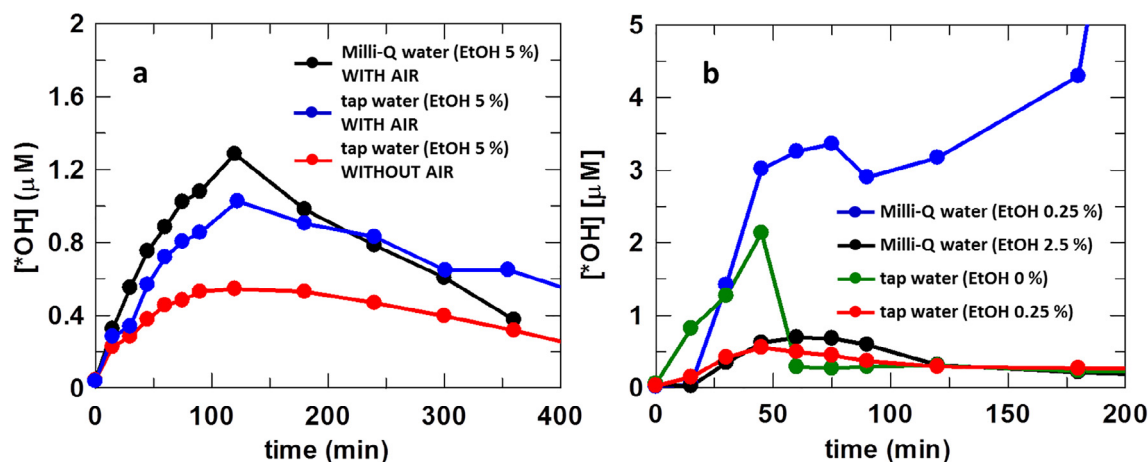 a
Milli-Q water (EtOH 5 %)
WITH AIR
tap water (EtOH 5 %)
WITH AIR
tap water (EtOH 5 %)
WITHOUT AIR
2
1.6
1.2
0.8
0.4
0
[*OH] (μM)
0
100
200
300
400
time (min)
b
5
4
3
2
1
0
[*OH] [μM]
Milli-Q water (EtOH 0.25 %)
Milli-Q water (EtOH 2.5 %)
tap water (EtOH 0 %)
tap water (EtOH 0.25 %)
0
50
100
150
200
time (min)